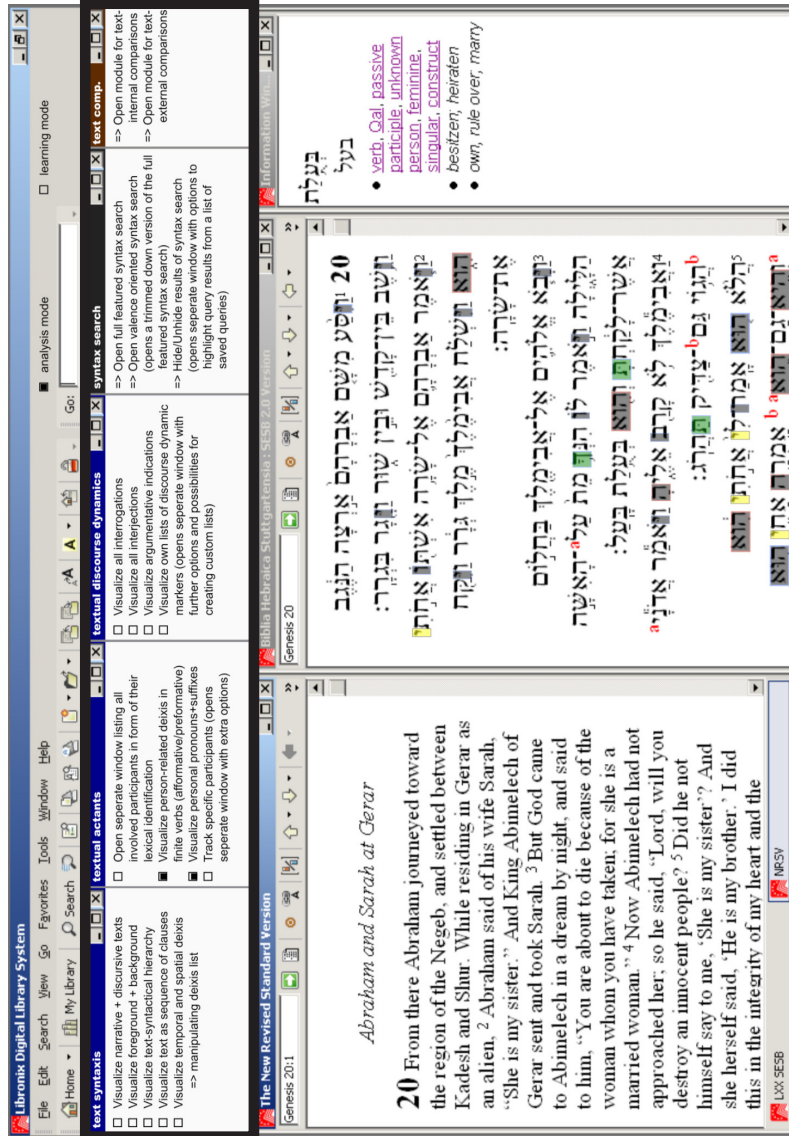 Libronix Digital Library System
File Edit Search View Go Favorites Tools Window Help
Home My Library Search Go:
analysis mode
learning mode
text syntaxis
Visualize narrative + discursive texts
Visualize foreground + background
Visualize text-syntactical hierarchy
Visualize text as sequence of clauses
Visualize temporal and spatial deixis
=> manipulating deixis list
textual actants
Open seperate window listing all
involved participants in form of their
lexical identification
Visualize person-related deixis in
finite verbs (afformative/preformative)
Visualize personal pronouns+suffixes
Track specific participants (opens
seperate window with extra options)
textual discourse dynamics
Visualize all interrogations
Visualize all interjections
Visualize argumentative indications
Visualize own lists of discourse dynamic
markers (opens seperate window with
further options and possibilities for
creating custom lists)
syntax search
=> Open full featured syntax search
=> Open valence oriented syntax search
(opens a trimmed down version of the full
featured syntax search)
=> Hide/Unhide results of syntax search
(opens seperate window with options to
highlight query results from a list of
saved queries)
text comp.
=> Open module for text-
internal comparisons
=> Open module for text-
external comparisons
The New Revised Standard Version
Genesis 20:1
Abraham and Sarah at Gerar
20 From there Abraham journeyed toward
the region of the Negeb, and settled between
Kadesh and Shur. While residing in Gerar as
an alien, 2 Abraham said of his wife Sarah,
“She is my sister.” And King Abimelech of
Gerar sent and took Sarah. 3 But God came
to Abimelech in a dream by night, and said
to him, “You are about to die because of the
woman whom you have taken; for she is a
married woman.” 4 Now Abimelech had not
approached her; so he said, “Lord, will you
destroy an innocent people? 5 Did he not
himself say to me, ‘She is my sister’? And
she herself said, ‘He is my brother.’ I did
this in the integrity of my heart and the
LXX SESB
NRSV
Biblia Hebraica Stuttgartensia : SESB 2.0 Version
Genesis 20
20 1וַיִּסַּע מִשָּׁם אַבְרָהָם אַרְצָה הַנֶּגֶב
וַיֵּשֶׁב בֵּין־קָדֵשׁ וּבֵין שׁוּר וַיָּגָר בִּגְרָר׃
2וַיֹּאמֶר אַבְרָהָם אֶל־שָׂרָה אִשְׁתּוֹ אֲחֹתִי
הִוא וַיִּשְׁלַח אֲבִימֶלֶךְ מֶלֶךְ גְּרָר וַיִּקַּח
אֶת־שָׂרָה׃
3וַיָּבֹא אֱלֹהִים אֶל־אֲבִימֶלֶךְ בַּחֲלוֹם
הַלָּיְלָה וַיֹּאמֶר לוֹ הִנְּךָ מֵת עַל־aהָאִשָּׁה
אֲשֶׁר־לָקַחְתָּ וְהִוא בְּעֻלַת בָּעַל׃
4וַאֲבִימֶלֶךְ לֹא קָרַב אֵלֶיהָ וַיֹּאמַר אֲדֹנָיa
bהֲגוֹי גַּם־bצַדִּיק תַּהֲרֹג׃
5הֲלֹא הוּא אָמַר־לִי אֲחֹתִי הִוא
aוְהִיא־גַם־הִואa b אָמְרָה אָחִי הוּא
Information Win...
בְּעֻלַת
בעל
verb, Qal, passive
participle, unknown
person, feminine,
singular, construct
besitzen; heiraten
own, rule over, marry